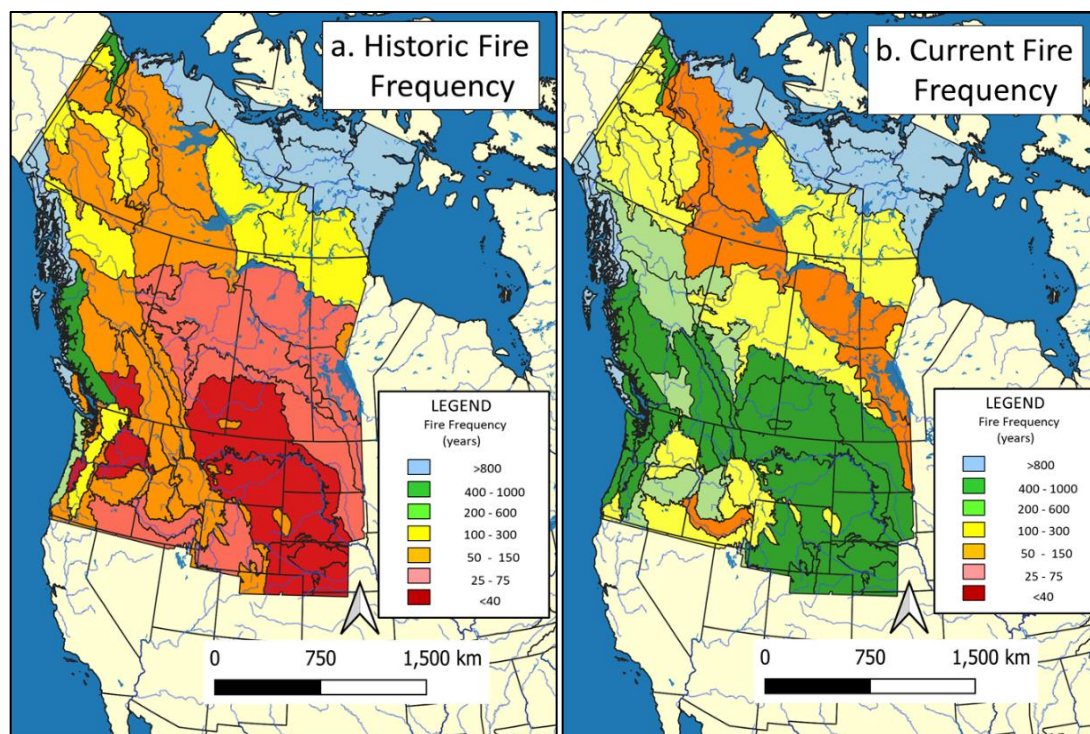 a. Historic Fire
Frequency
LEGEND
Fire Frequency
(years)
>800
400 - 1000
200 - 600
100 - 300
50 - 150
25 - 75
<40
0 750 1,500 km
b. Current Fire
Frequency
LEGEND
Fire Frequency
(years)
>800
400 - 1000
200 - 600
100 - 300
50 - 150
25 - 75
<40
0 750 1,500 km